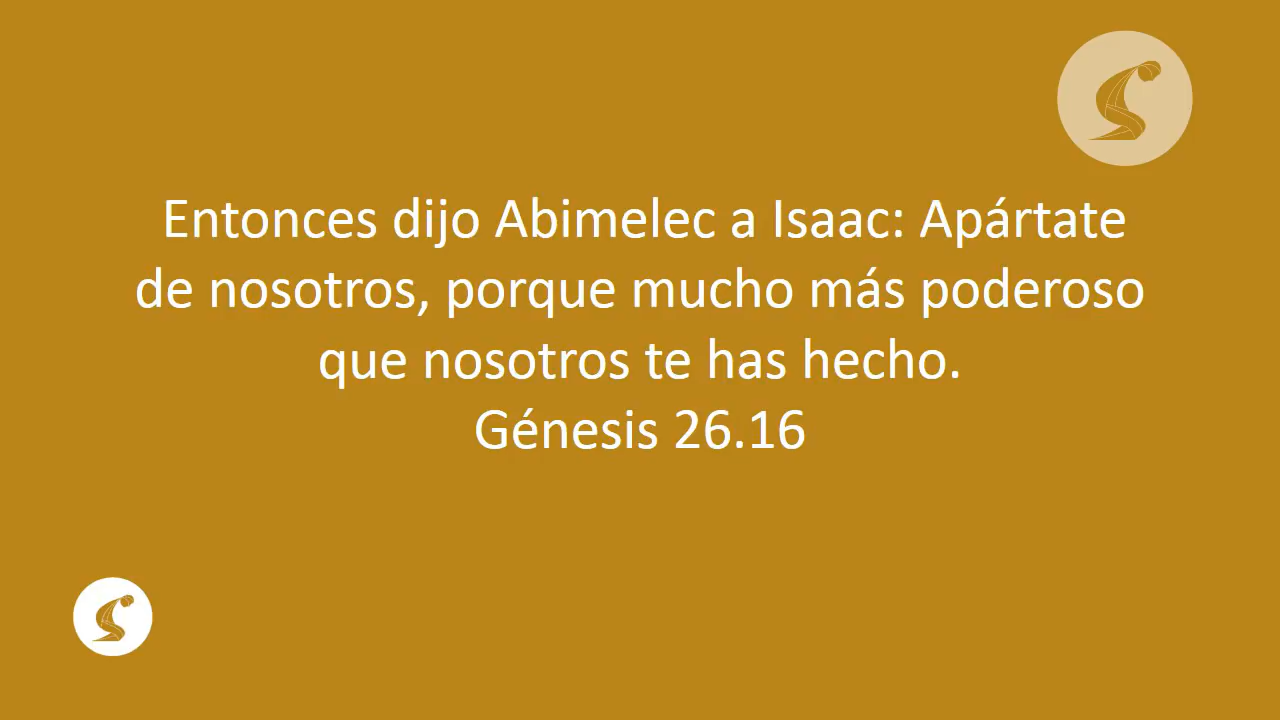 Entonces dijo Abimelec a Isaac: Apártate
de nosotros, porque mucho más poderoso
que nosotros te has hecho.
Génesis 26.16